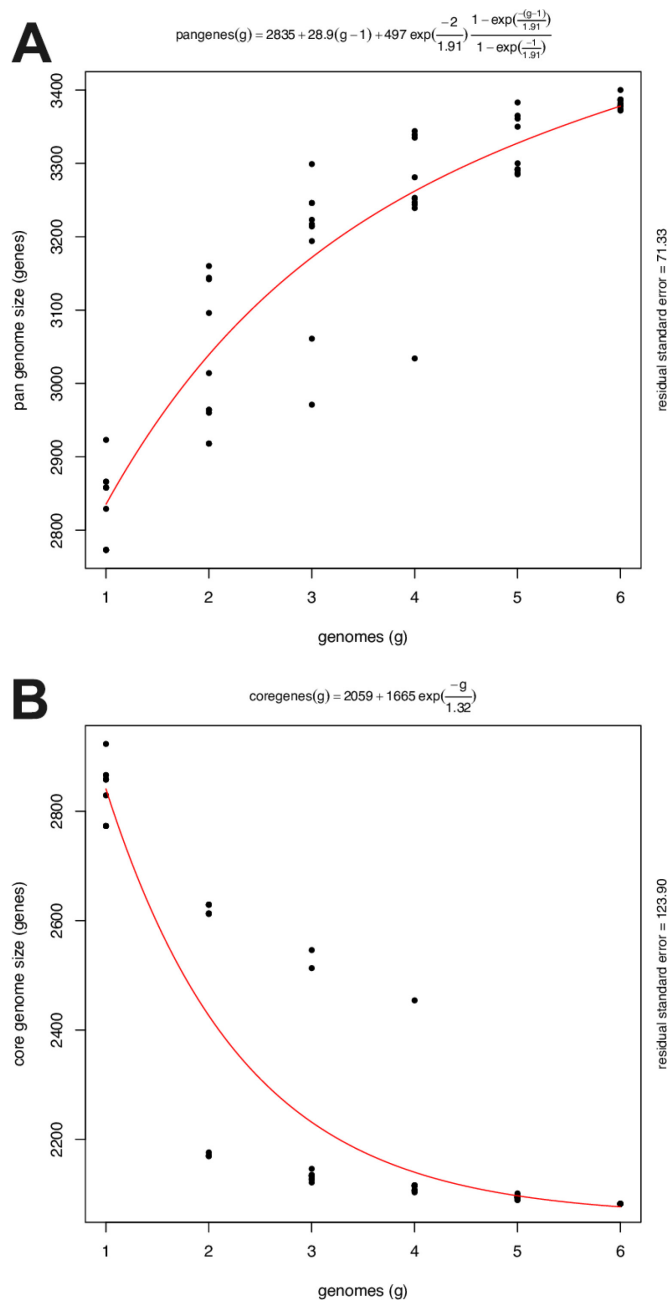 A
pangenes(g) = 2835 + 28.9(g−1) + 497 exp(−2/1.91) (1 − exp(−(g−1)/1.91))/(1 − exp(−1/1.91))
3400
3300
3200
3100
3000
2900
2800
pan genome size (genes)
residual standard error = 71.33
1 2 3 4 5 6
genomes (g)
B
coregenes(g) = 2059 + 1665 exp(−g/1.32)
2800
2600
2400
2200
core genome size (genes)
residual standard error = 123.90
1 2 3 4 5 6
genomes (g)